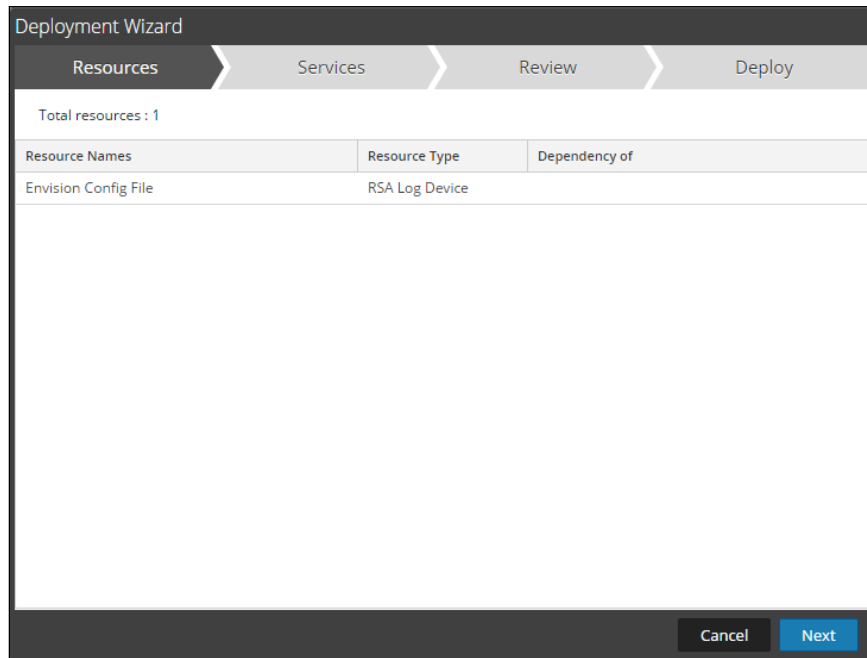 Deployment Wizard
Resources Services Review Deploy
Total resources : 1
Resource Names Resource Type Dependency of
Envision Config File RSA Log Device
Cancel Next